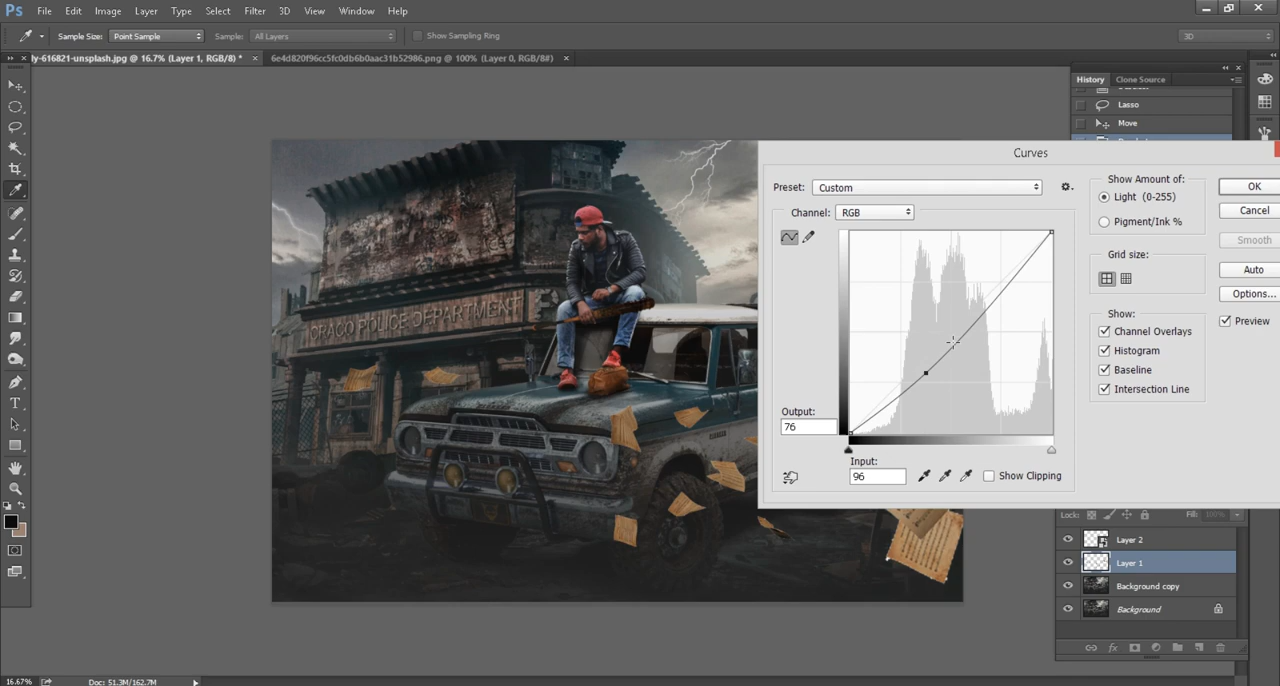 Ps File Edit Image Layer Type Select Filter 3D View Window Help
Sample Size: Point Sample Sample: All Layers Show Sampling Ring 3D
ly-616821-unsplash.jpg @ 16.7% (Layer 1, RGB/8) * × 6e4d820f96cc5fc0db6b0aac31b52986.png @ 100% (Layer 0, RGB/8#) ×
History Clone Source
Lasso
Move
Curves
Preset: Custom
Channel: RGB
Output:
76
Input:
96
Show Clipping
Show Amount of:
Light (0-255)
Pigment/Ink %
Grid size:
Show:
Channel Overlays
Histogram
Baseline
Intersection Line
OK
Cancel
Smooth
Auto
Options...
Preview
ORACO POLICE DEPARTMENT
Lock: Fill: 100%
Layer 2
Layer 1
Background copy
Background
fx
16.67% Doc: 51.3M/162.7M